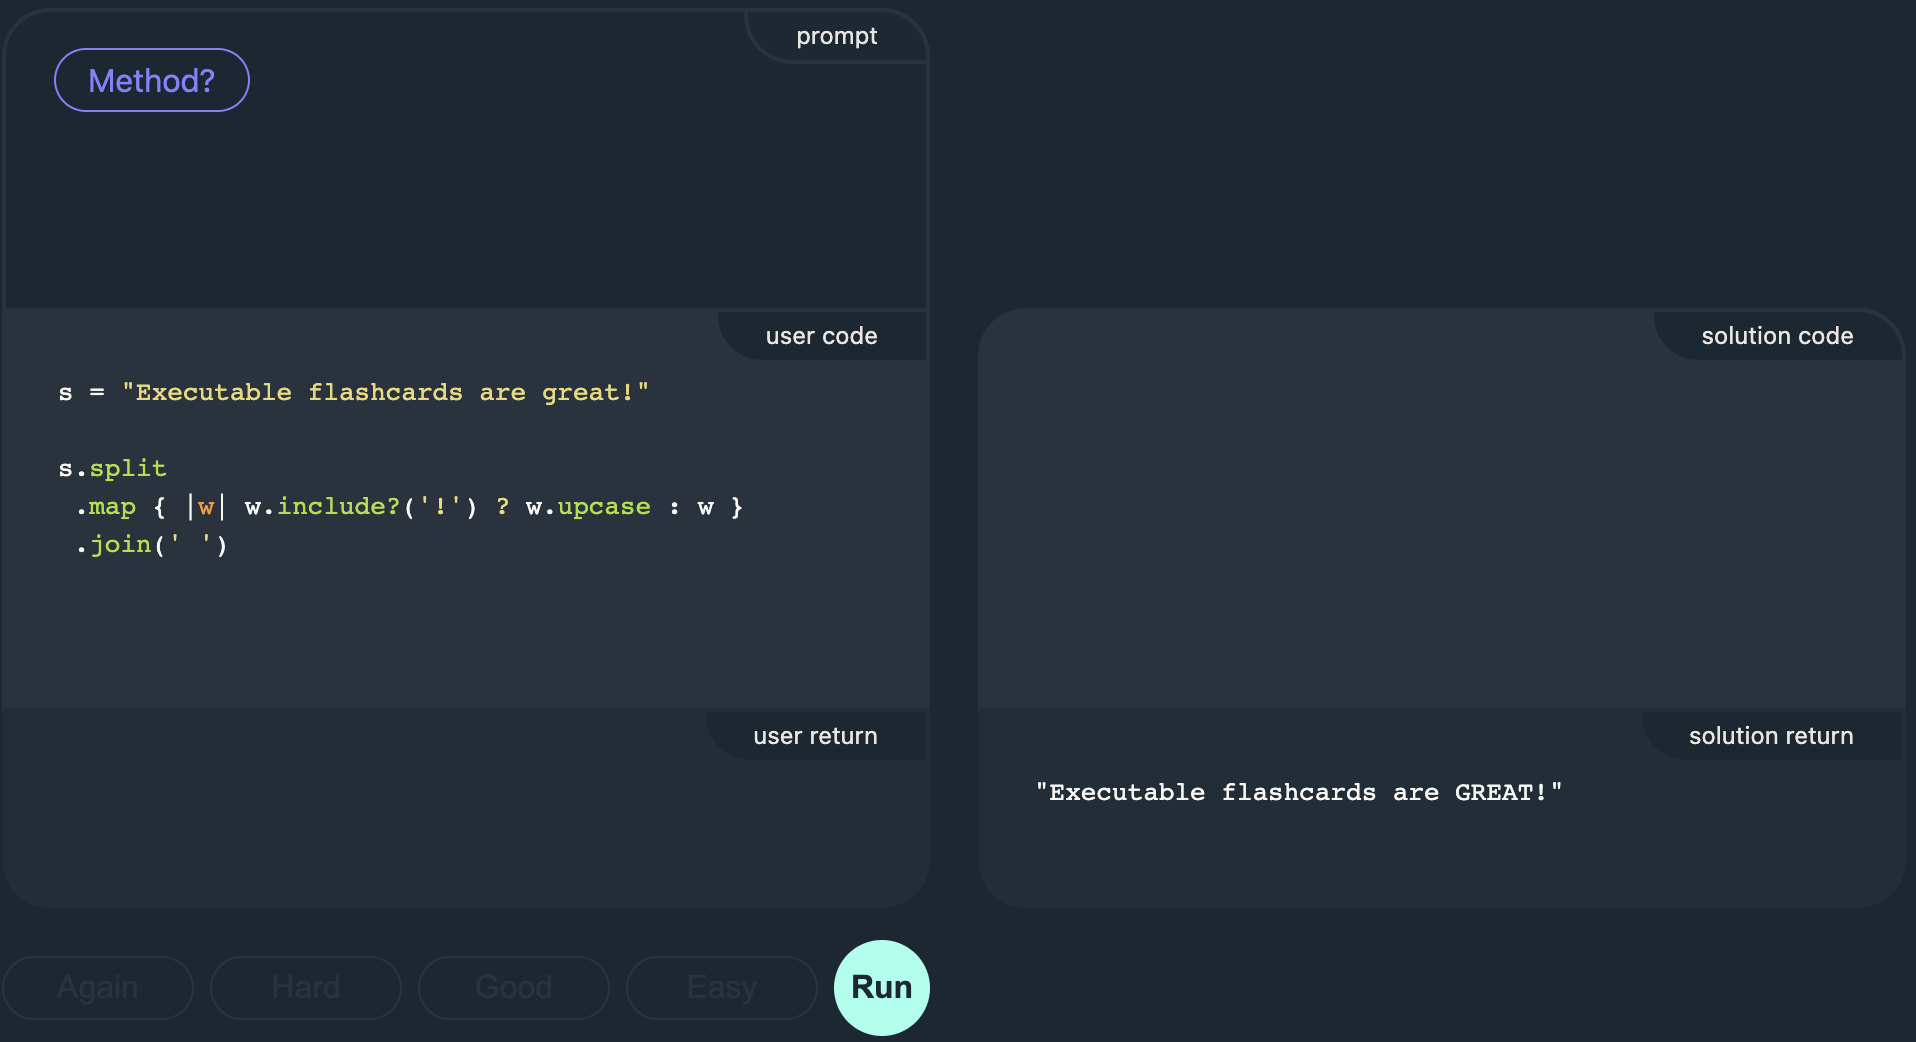 prompt
Method?
user code
s = "Executable flashcards are great!"
s.split
.map { |w| w.include?('!') ? w.upcase : w }
.join(' ')
user return
solution code
solution return
"Executable flashcards are GREAT!"
Again
Hard
Good
Easy
Run